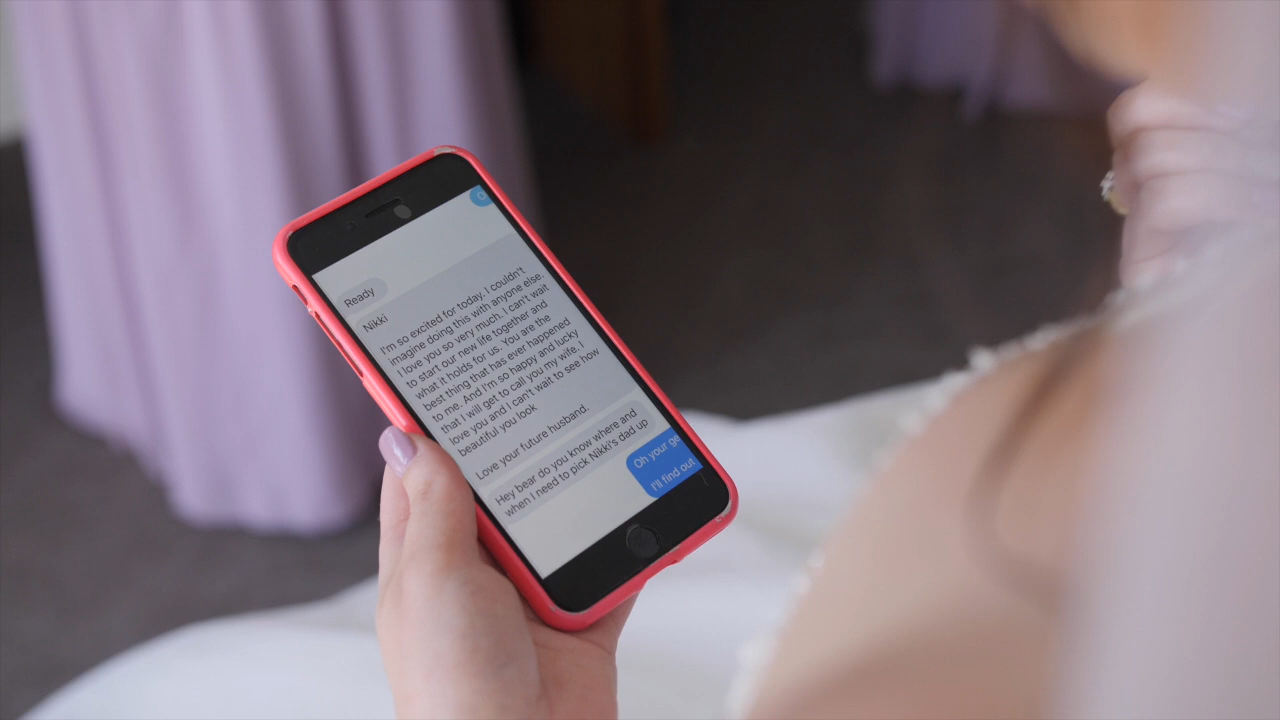 Ready
Nikki
I'm so excited for today. I couldn't
imagine doing this with anyone else.
I love you so very much. I can't wait
to start our new life together and
what it holds for us. You are the
best thing that has ever happened
to me. And I'm so happy and lucky
that I will get to call you my wife. I
love you and I can't wait to see how
beautiful you look
Love your future husband.
Hey bear do you know where and
when I need to pick Nikki's dad up
Oh your ge
I'll find out